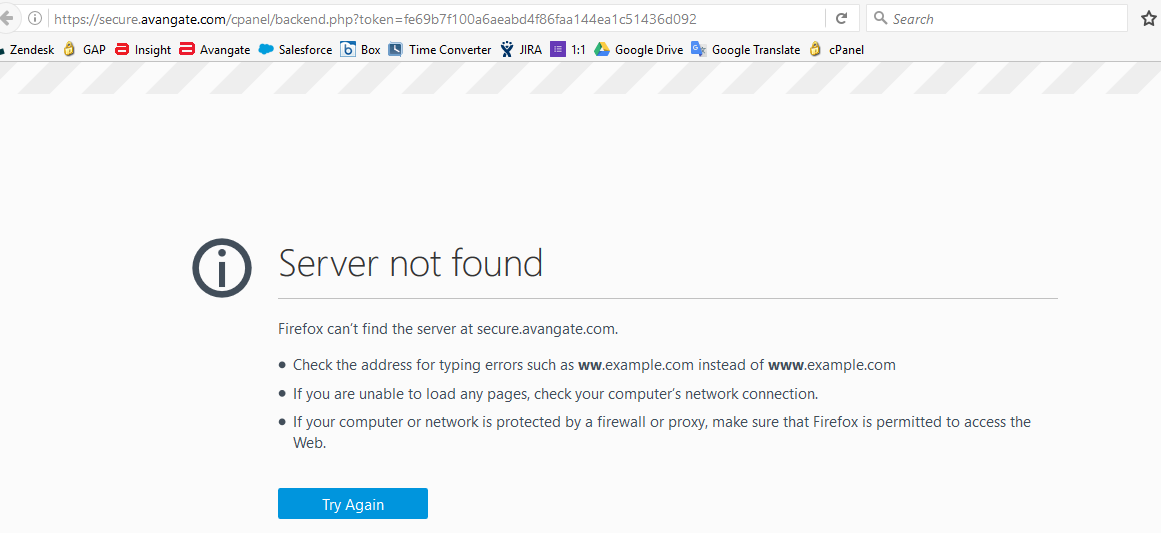 https://secure.avangate.com/cpanel/backend.php?token=fe69b7f100a6aeabd4f86faa144ea1c51436d092 Search
Zendesk GAP Insight Avangate Salesforce Box Time Converter JIRA 1:1 Google Drive Google Translate cPanel
Server not found
Firefox can't find the server at secure.avangate.com.
Check the address for typing errors such as ww.example.com instead of www.example.com
If you are unable to load any pages, check your computer's network connection.
If your computer or network is protected by a firewall or proxy, make sure that Firefox is permitted to access the
Web.
Try Again